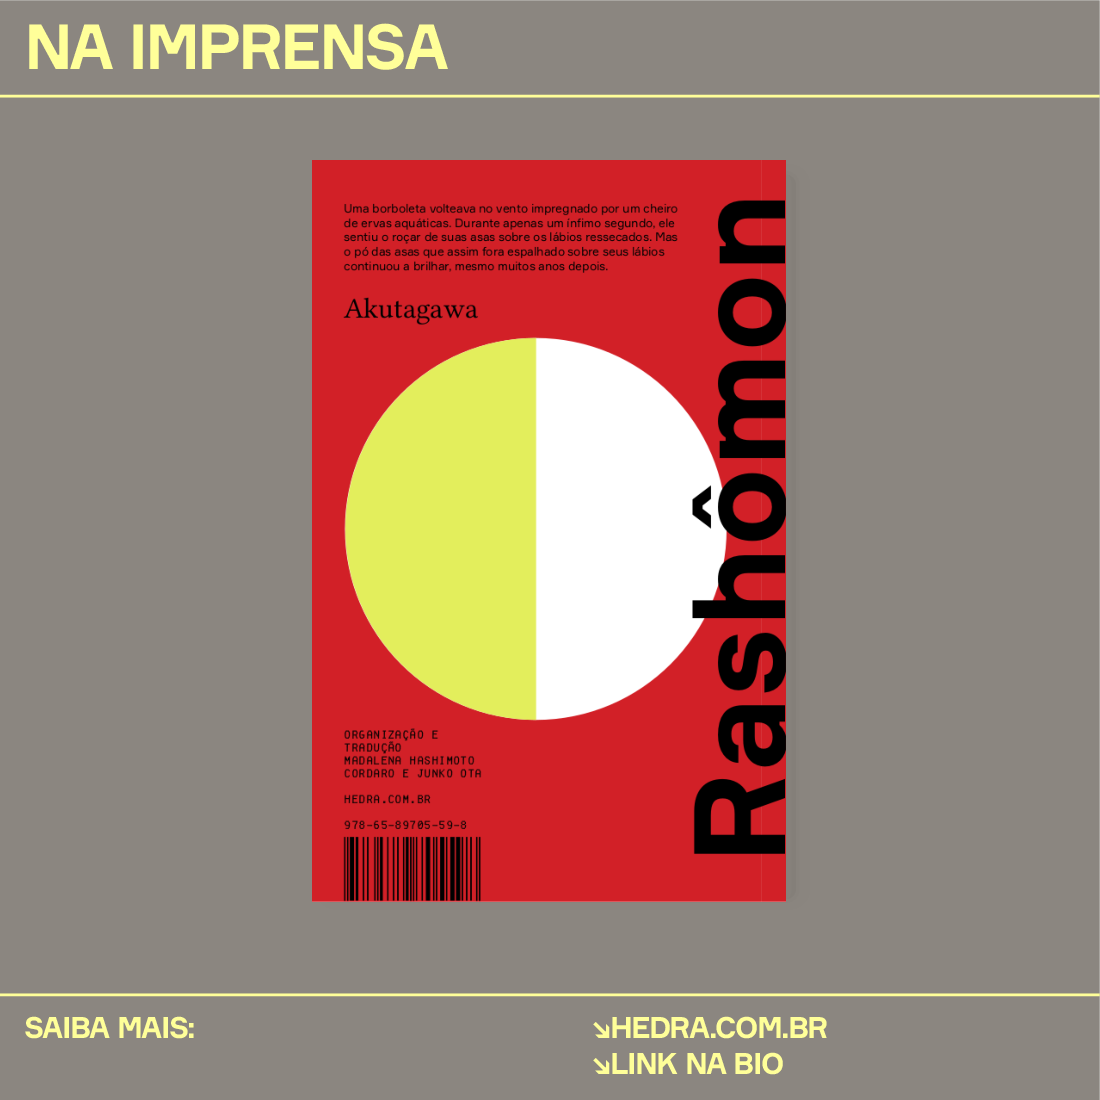 NA IMPRENSA
Uma borboleta volteava no vento impregnado por um cheiro
de ervas aquáticas. Durante apenas um ínfimo segundo, ele
sentiu o roçar de suas asas sobre os lábios ressecados. Mas
o pó das asas que assim fora espalhado sobre seus lábios
continuou a brilhar, mesmo muitos anos depois.
Akutagawa
Rashômon
ORGANIZAÇÃO E
TRADUÇÃO
MADALENA HASHIMOTO
CORDARO E JUNKO OTA
HEDRA.COM.BR
978-65-89705-59-8
SAIBA MAIS:
↘HEDRA.COM.BR
↘LINK NA BIO